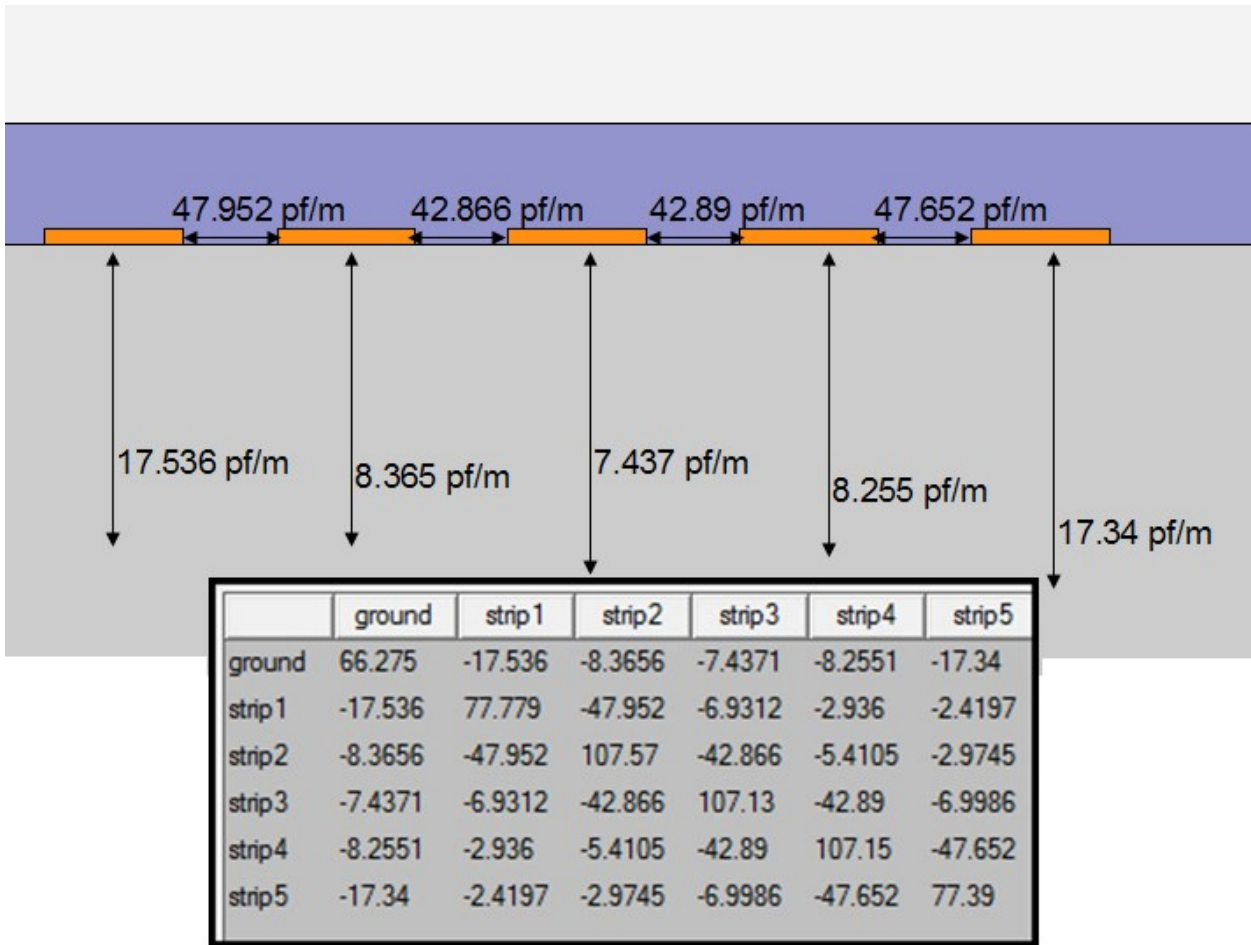 47.952 pf/m 42.866 pf/m 42.89 pf/m 47.652 pf/m
17.536 pf/m 8.365 pf/m 7.437 pf/m 8.255 pf/m 17.34 pf/m
ground strip1 strip2 strip3 strip4 strip5
ground 66.275 -17.536 -8.3656 -7.4371 -8.2551 -17.34
strip1 -17.536 77.779 -47.952 -6.9312 -2.936 -2.4197
strip2 -8.3656 -47.952 107.57 -42.866 -5.4105 -2.9745
strip3 -7.4371 -6.9312 -42.866 107.13 -42.89 -6.9986
strip4 -8.2551 -2.936 -5.4105 -42.89 107.15 -47.652
strip5 -17.34 -2.4197 -2.9745 -6.9986 -47.652 77.39